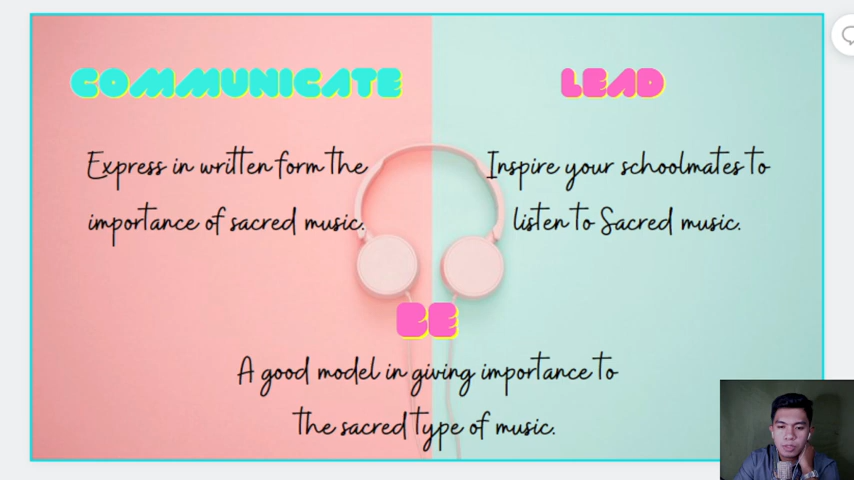 COMMUNICATE
Express in written form the
importance of sacred music.
LEAD
Inspire your schoolmates to
listen to Sacred music.
BE
A good model in giving importance to
the sacred type of music.